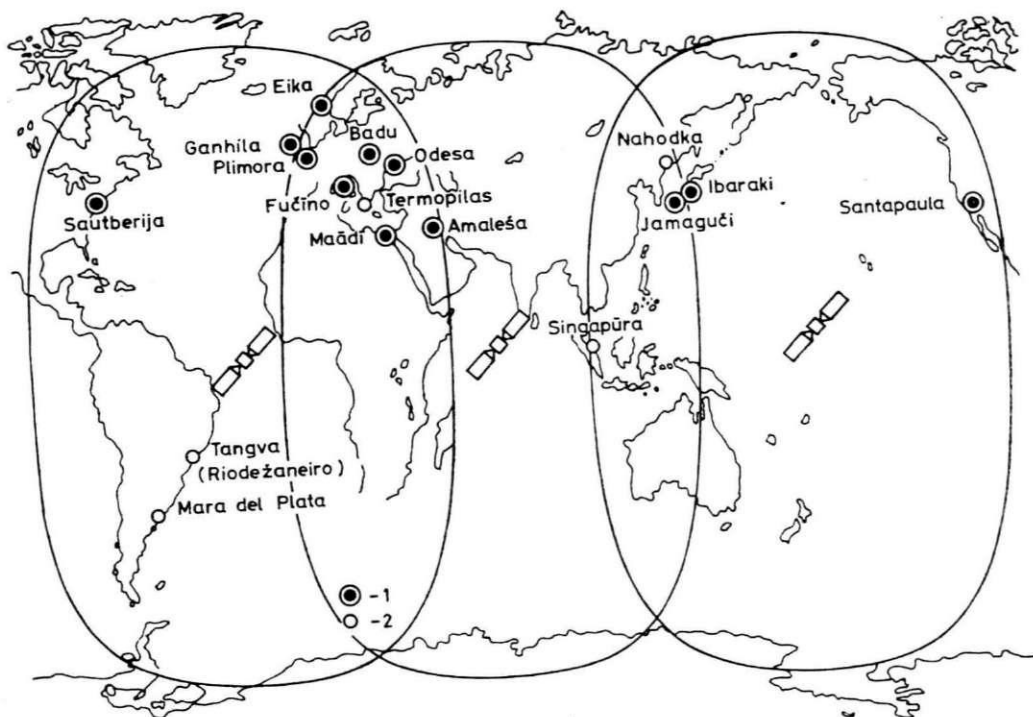 Eika
Ganhila
Badu
Plimora
Odesa
Nahodka
Fučīno
Termopilas
Ibaraki
Sautberija
Maādi
Amaleša
Jamaguči
Santapaula
Singapūra
Tangva
(Riodežaneiro)
Mara del Plata
-1
-2